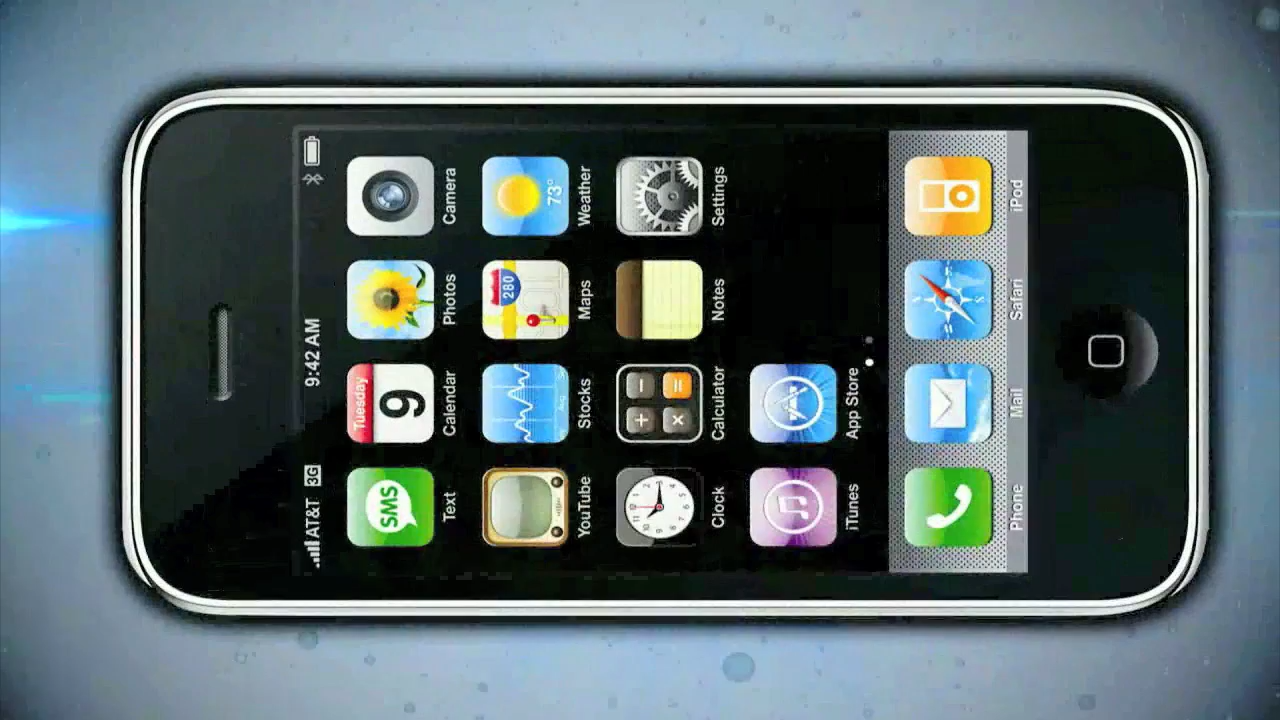 AT&T 3G 9:42 AM
SMS Tuesday 9
Text Calendar Photos Camera
280 73°
YouTube Stocks Maps Weather
Clock Calculator Notes Settings
iTunes App Store
Phone Mail Safari iPod